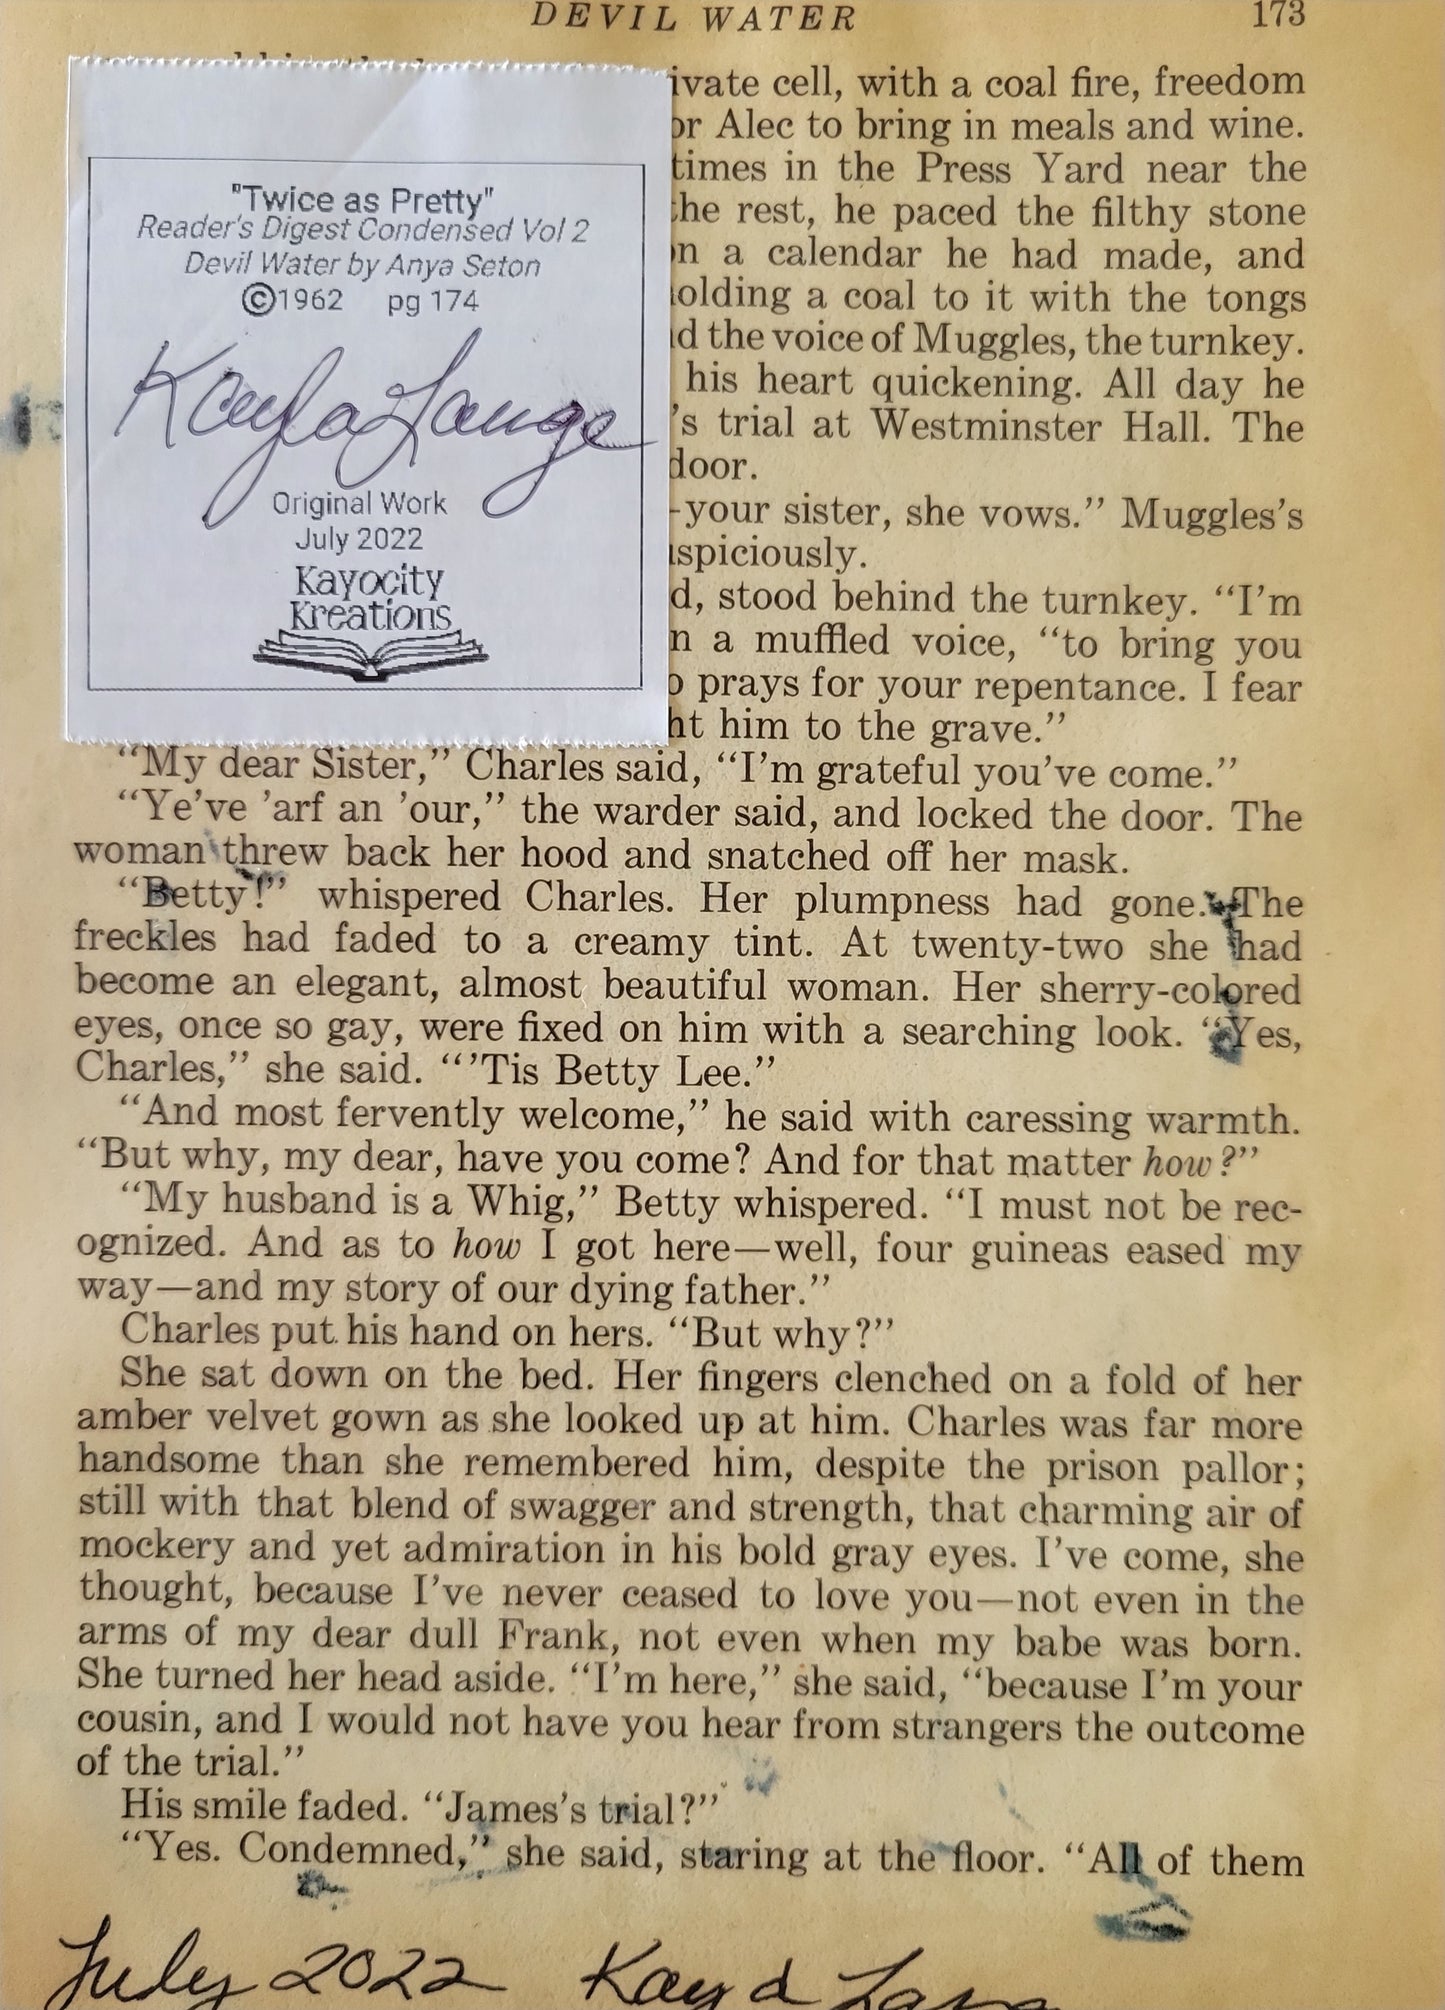 DEVIL WATER 173
ivate cell, with a coal fire, freedom
or Alec to bring in meals and wine.
times in the Press Yard near the
the rest, he paced the filthy stone
on a calendar he had made, and
holding a coal to it with the tongs
d the voice of Muggles, the turnkey.
his heart quickening. All day he
's trial at Westminster Hall. The
door.
-your sister, she vows.” Muggles's
spiciously.
d, stood behind the turnkey. “I'm
n a muffled voice, “to bring you
o prays for your repentance. I fear
ht him to the grave.”
"Twice as Pretty"
Reader's Digest Condensed Vol 2
Devil Water by Anya Seton
©1962 pg 174
Kayla Lange
Original Work
July 2022
Kayocity
Kreations
“My dear Sister,” Charles said, “I'm grateful you've come.”
“Ye've 'arf an 'our,” the warder said, and locked the door. The
woman threw back her hood and snatched off her mask.
“Betty!” whispered Charles. Her plumpness had gone. The
freckles had faded to a creamy tint. At twenty-two she had
become an elegant, almost beautiful woman. Her sherry-colored
eyes, once so gay, were fixed on him with a searching look. “Yes,
Charles,” she said. “'Tis Betty Lee.”
“And most fervently welcome,” he said with caressing warmth.
“But why, my dear, have you come? And for that matter how?”
“My husband is a Whig,” Betty whispered. “I must not be rec-
ognized. And as to how I got here—well, four guineas eased my
way—and my story of our dying father.”
Charles put his hand on hers. “But why?”
She sat down on the bed. Her fingers clenched on a fold of her
amber velvet gown as she looked up at him. Charles was far more
handsome than she remembered him, despite the prison pallor;
still with that blend of swagger and strength, that charming air of
mockery and yet admiration in his bold gray eyes. I've come, she
thought, because I've never ceased to love you—not even in the
arms of my dear dull Frank, not even when my babe was born.
She turned her head aside. “I'm here,” she said, “because I'm your
cousin, and I would not have you hear from strangers the outcome
of the trial.”
His smile faded. “James's trial?”
“Yes. Condemned,” she said, staring at the floor. “All of them
July 2022 Kayla Lange